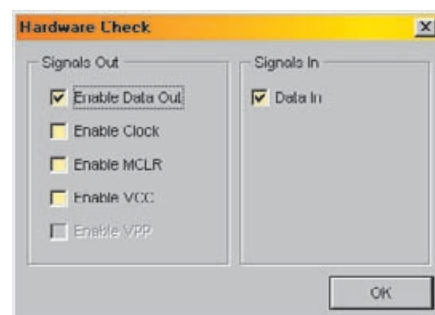 Hardware Check
Signals Out
Enable Data Out
Enable Clock
Enable MCLR
Enable VCC
Enable VPP
Signals In
Data In
OK